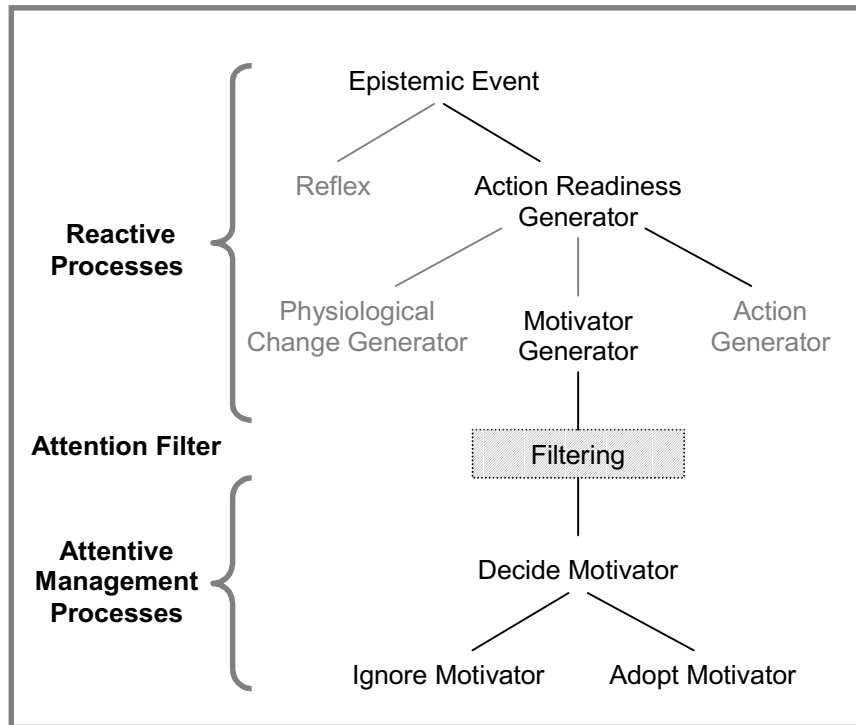 Epistemic Event
Reflex
Action Readiness
Generator
Reactive
Processes
Physiological
Change Generator
Motivator
Generator
Action
Generator
Attention Filter
Filtering
Attentive
Management
Processes
Decide Motivator
Ignore Motivator
Adopt Motivator